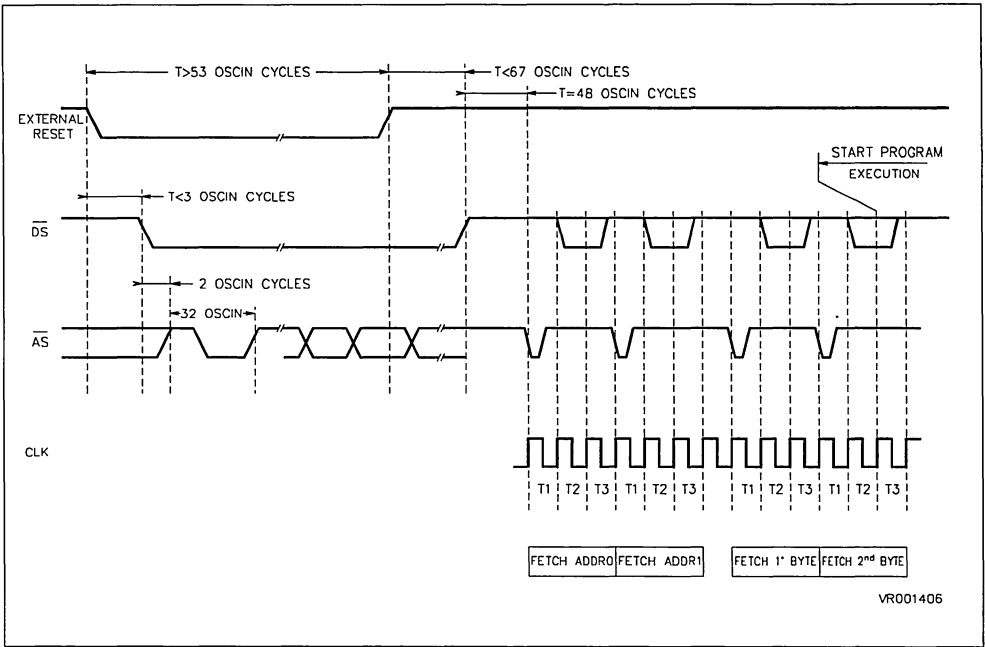 T>53 OSCIN CYCLES
T<67 OSCIN CYCLES
T=48 OSCIN CYCLES
EXTERNAL
RESET
START PROGRAM
EXECUTION
T<3 OSCIN CYCLES
DS
2 OSCIN CYCLES
32 OSCIN
AS
CLK
T1 T2 T3 T1 T2 T3 T1 T2 T3 T1 T2 T3
FETCH ADDR0 FETCH ADDR1 FETCH 1° BYTE FETCH 2nd BYTE
VR001406